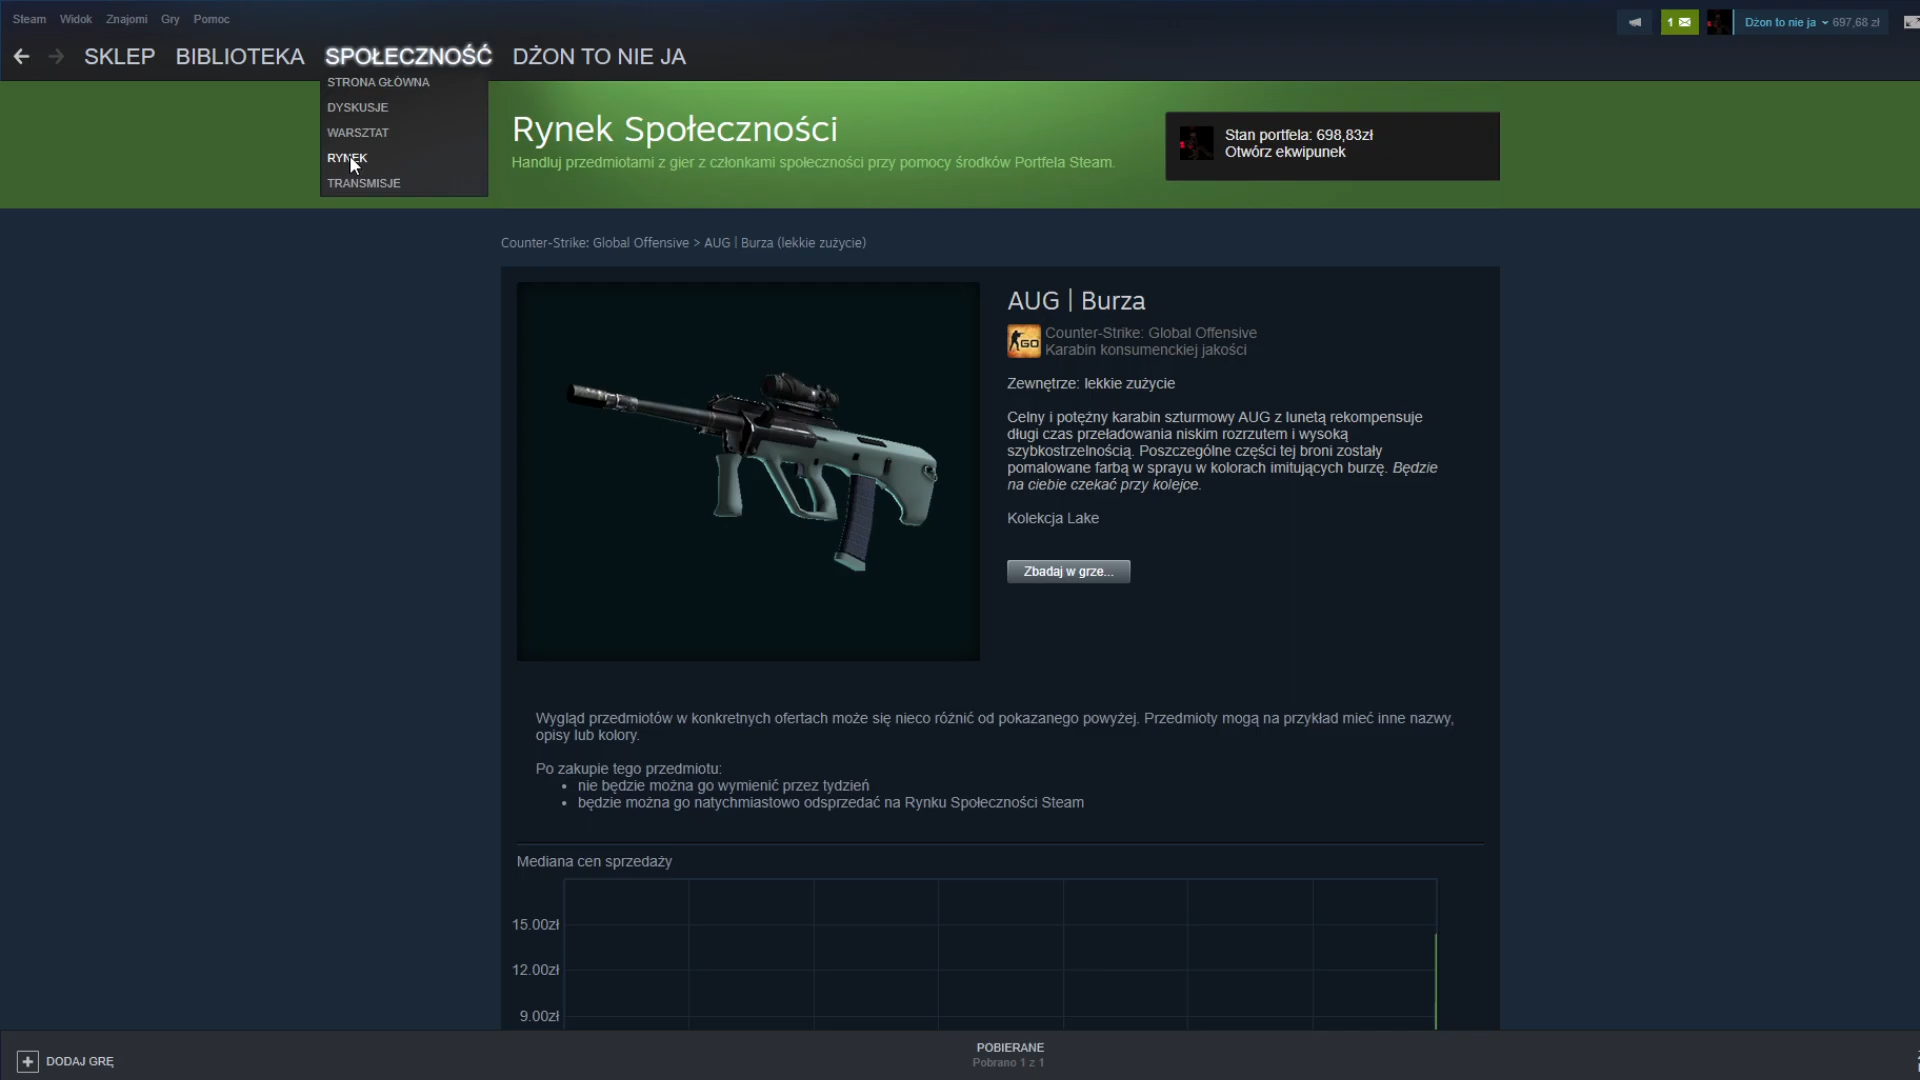 Steam Widok Znajomi Gry Pomoc
1
Dżon to nie ja 697,68 zł
SKLEP BIBLIOTEKA SPOŁECZNOŚĆ DŻON TO NIE JA
STRONA GŁÓWNA
DYSKUSJE
WARSZTAT
RYNEK
TRANSMISJE
Rynek Społeczności
Handluj przedmiotami z gier z członkami społeczności przy pomocy środków Portfela Steam.
Stan portfela: 698,83zł
Otwórz ekwipunek
Counter-Strike: Global Offensive > AUG | Burza (lekkie zużycie)
AUG | Burza
GO
Counter-Strike: Global Offensive
Karabin konsumenckiej jakości
Zewnętrze: lekkie zużycie
Celny i potężny karabin szturmowy AUG z lunetą rekompensuje
długi czas przeładowania niskim rozrzutem i wysoką
szybkostrzelnością. Poszczególne części tej broni zostały
pomalowane farbą w sprayu w kolorach imitujących burzę. Będzie
na ciebie czekać przy kolejce.
Kolekcja Lake
Zbadaj w grze...
Wygląd przedmiotów w konkretnych ofertach może się nieco różnić od pokazanego powyżej. Przedmioty mogą na przykład mieć inne nazwy,
opisy lub kolory.
Po zakupie tego przedmiotu:
• nie będzie można go wymienić przez tydzień
• będzie można go natychmiastowo odsprzedać na Rynku Społeczności Steam
Mediana cen sprzedaży
15.00zł
12.00zł
9.00zł
DODAJ GRĘ
POBIERANE
Pobrano 1 z 1